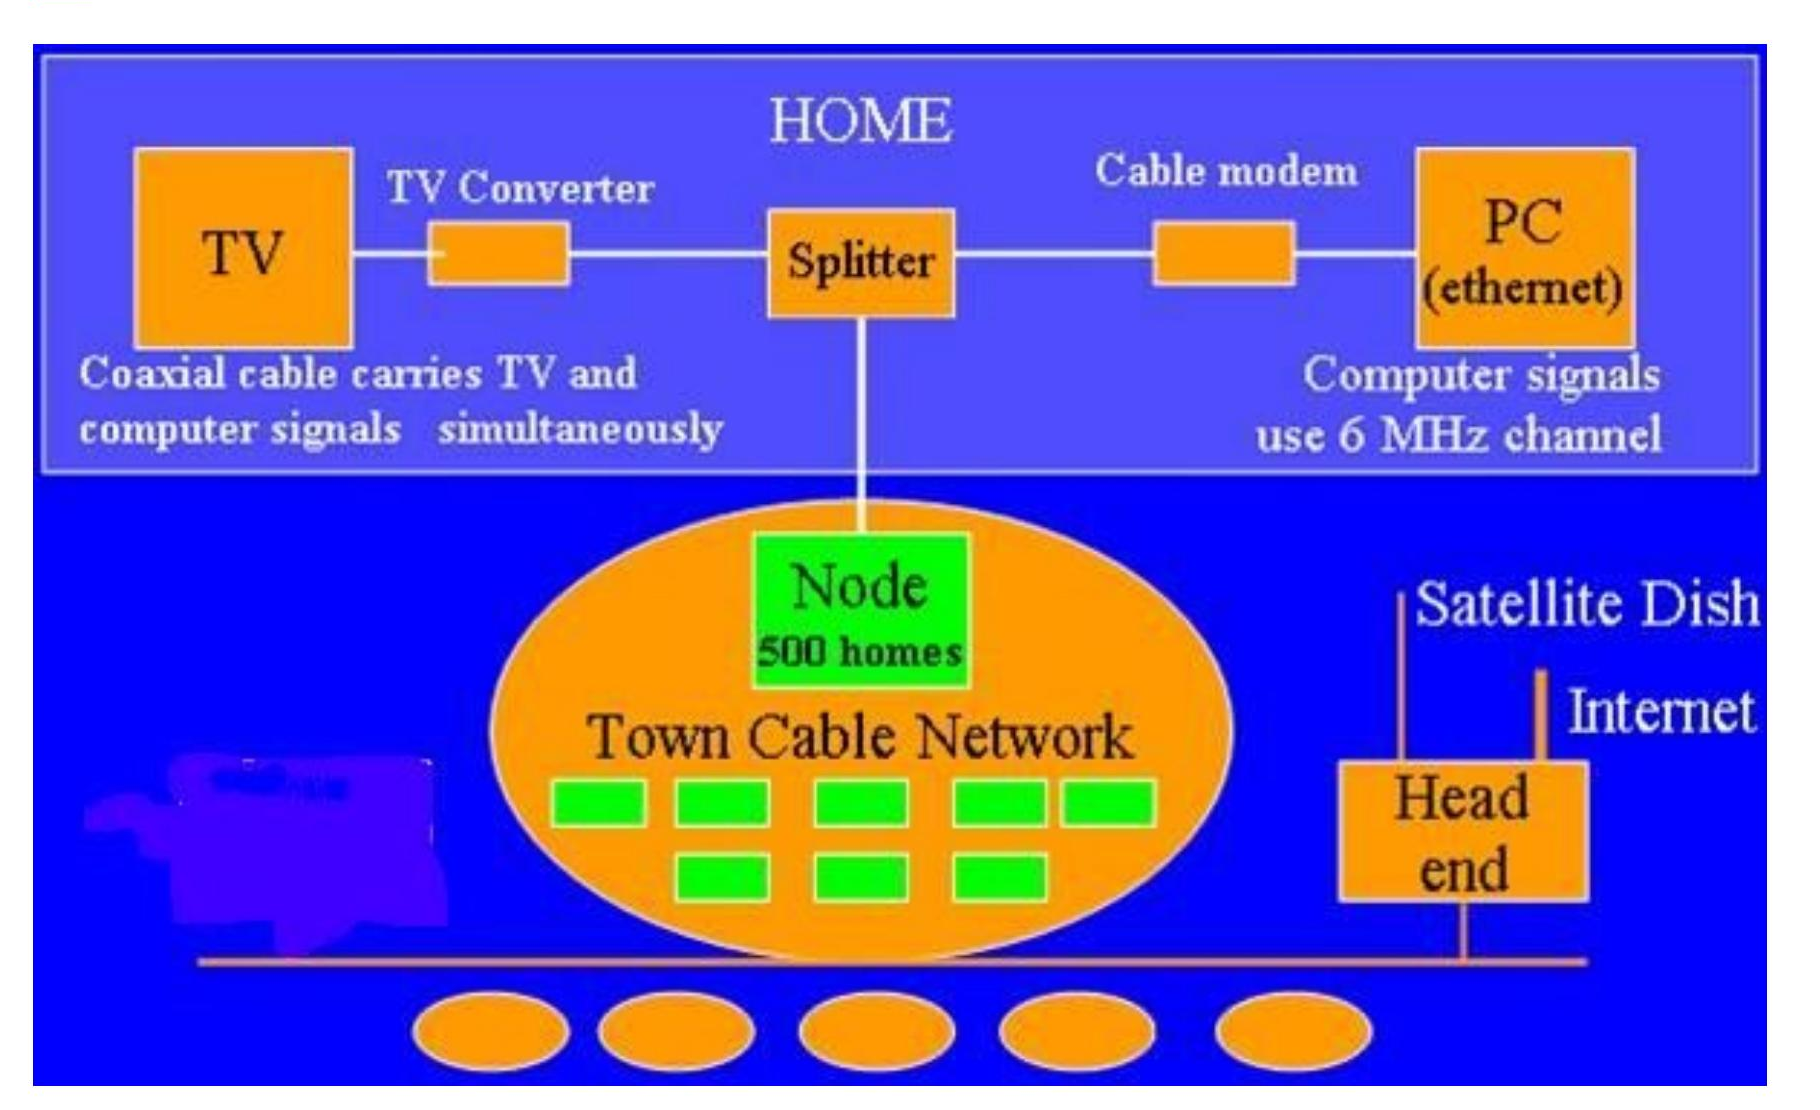 HOME
TV
TV Converter
Splitter
Cable modem
PC
(ethernet)
Coaxial cable carries TV and
computer signals simultaneously
Computer signals
use 6 MHz channel
Node
500 homes
Town Cable Network
Satellite Dish
Internet
Head
end